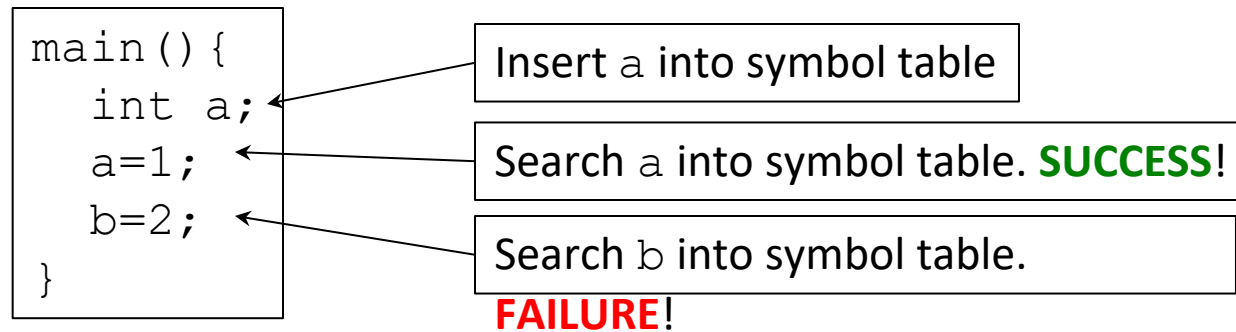 main(){
int a;
a=1;
b=2;
}
Insert a into symbol table
Search a into symbol table. SUCCESS!
Search b into symbol table.
FAILURE!